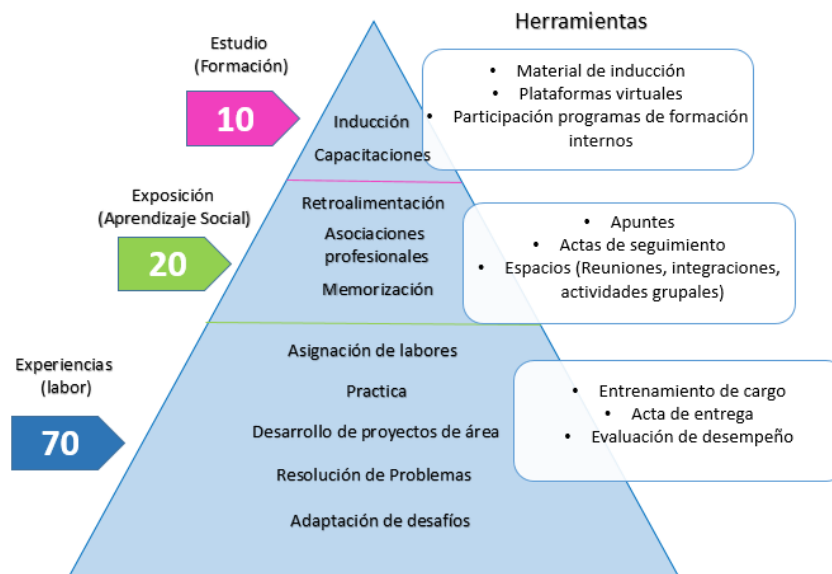 Herramientas
Estudio
(Formación)
10
Inducción
Capacitaciones
• Material de inducción
• Plataformas virtuales
• Participación programas de formación
internos
Exposición
(Aprendizaje Social)
20
Retroalimentación
Asociaciones
profesionales
Memorización
• Apuntes
• Actas de seguimiento
• Espacios (Reuniones, integraciones,
actividades grupales)
Experiencias
(labor)
70
Asignación de labores
Practica
Desarrollo de proyectos de área
Resolución de Problemas
Adaptación de desafíos
• Entrenamiento de cargo
• Acta de entrega
• Evaluación de desempeño